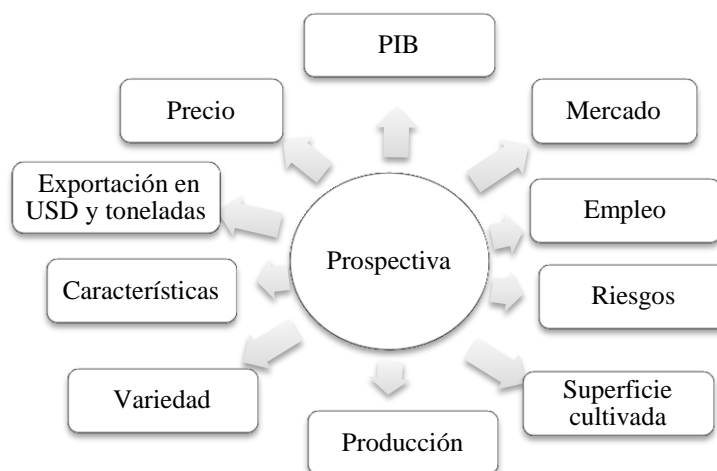 PIB
Precio
Mercado
Exportación en
USD y toneladas
Empleo
Prospectiva
Características
Riesgos
Variedad
Superficie
cultivada
Producción